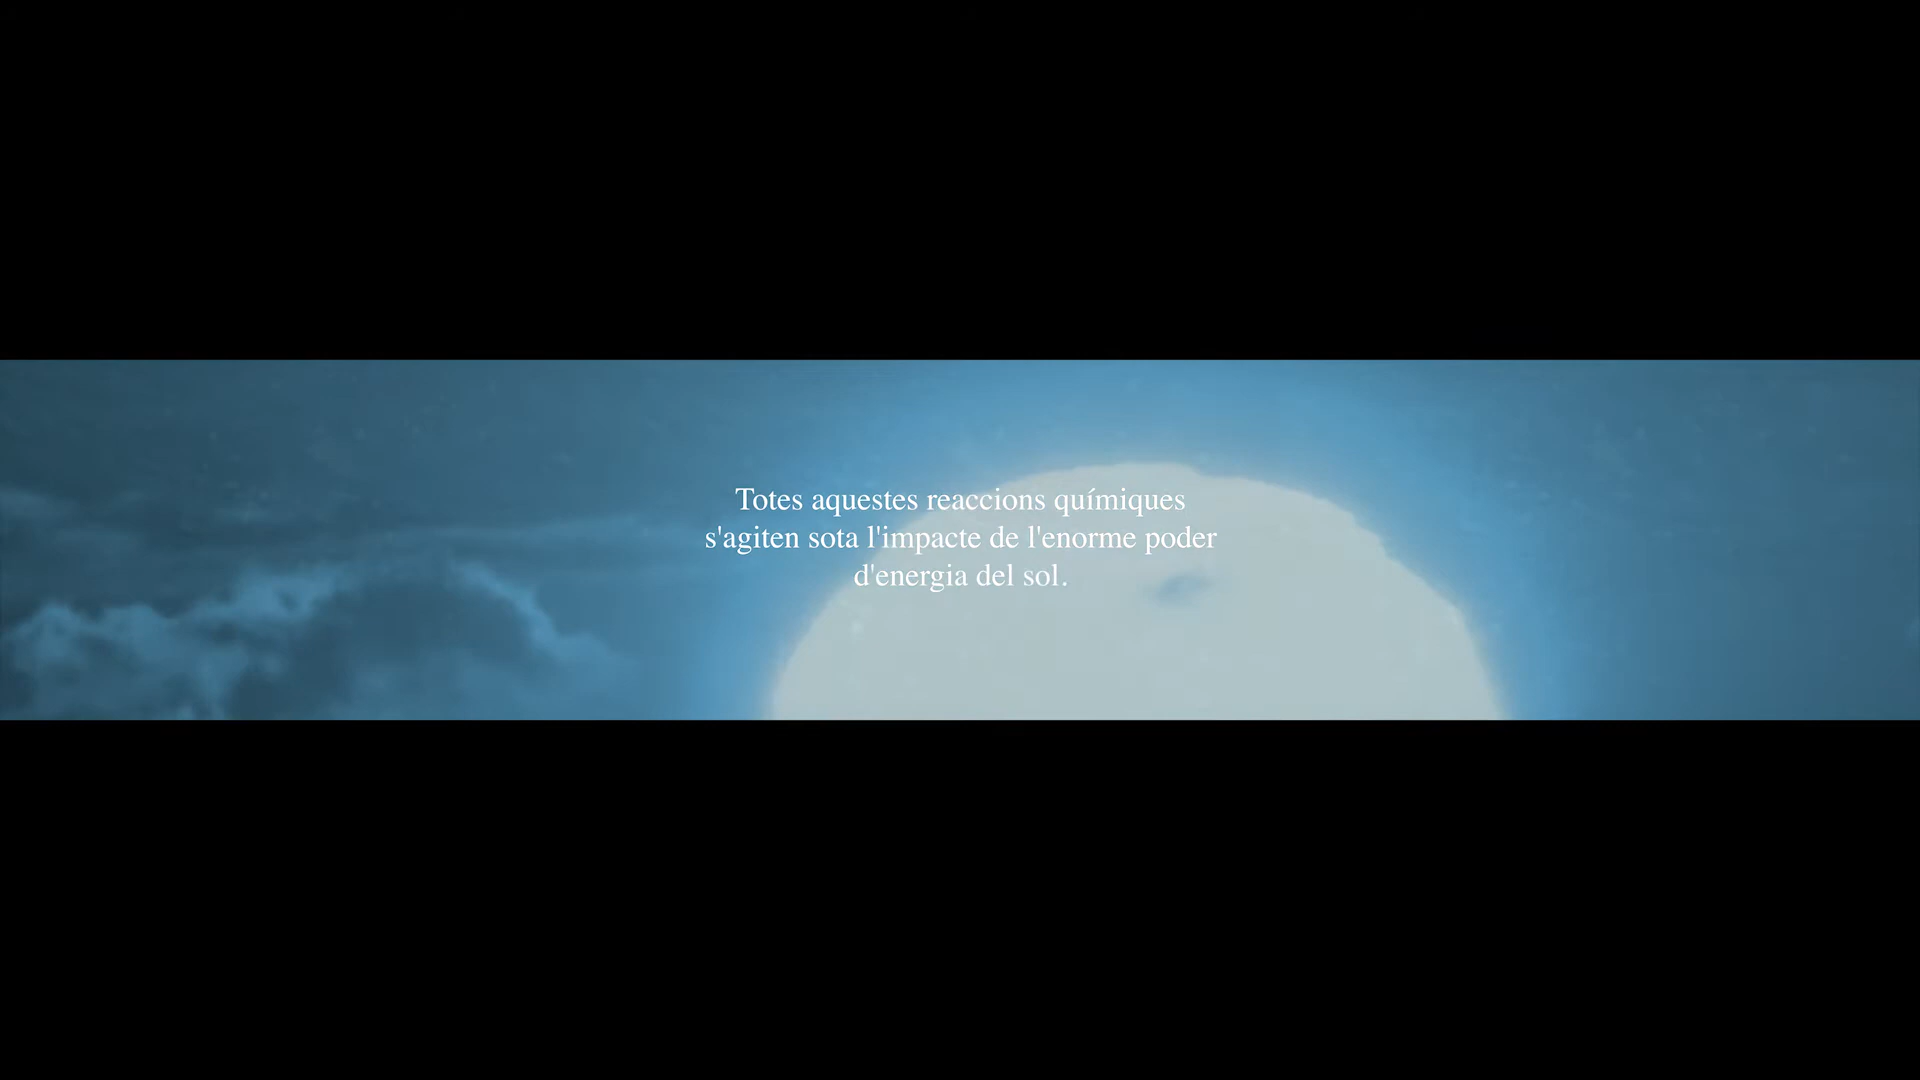 Totes aquestes reaccions químiques
s'agiten sota l'impacte de l'enorme poder
d'energia del sol.